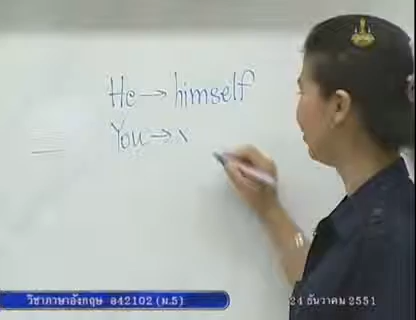 He → himself
You →
วิชาภาษาอังกฤษ อ42102 (ม.5)
24 ธันวาคม 2551